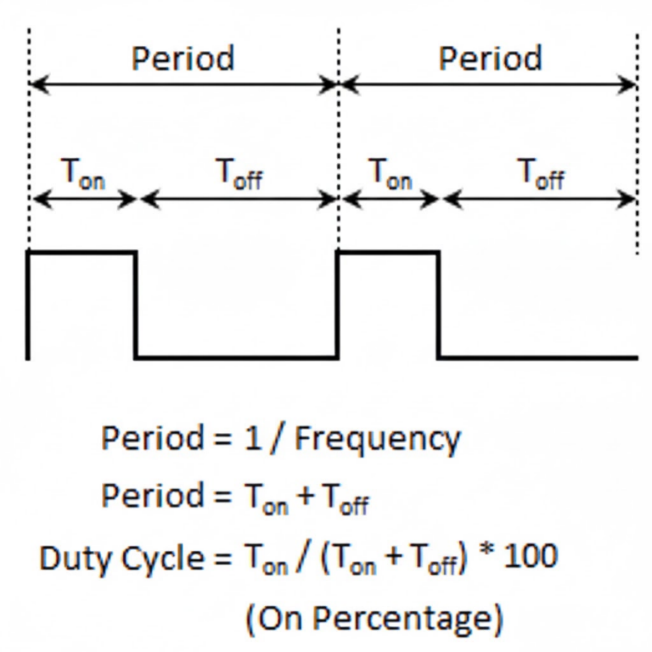 Period Period
Ton Toff Ton Toff
Period = 1 / Frequency
Period = Ton + Toff
Duty Cycle = Ton / (Ton + Toff) * 100
(On Percentage)